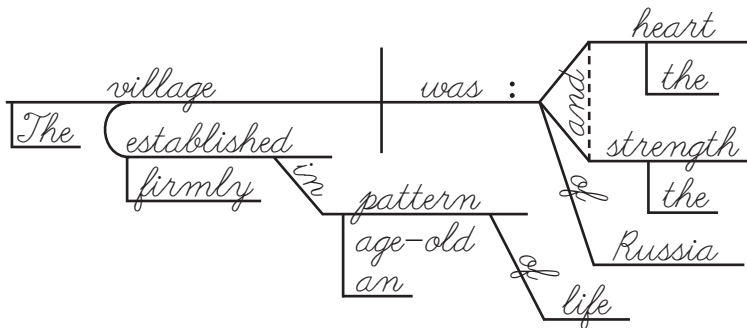 heart
village was : and the
The
established strength
firmly in pattern of the
age-old Russia
an of life